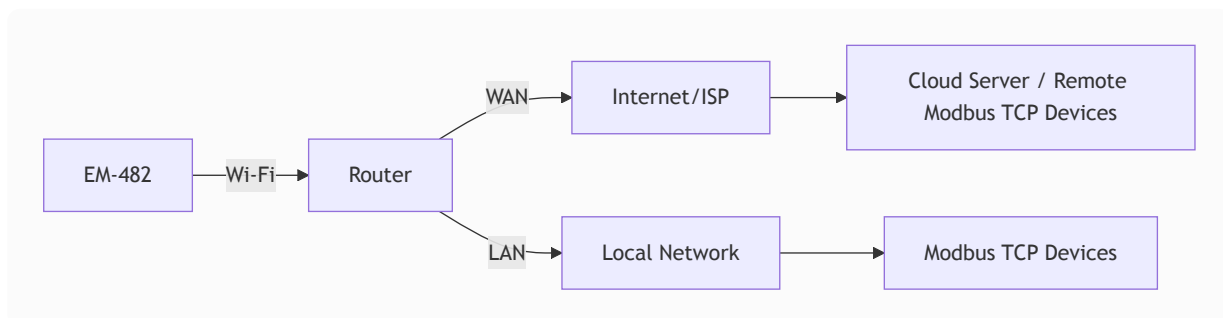 EM-482
Wi-Fi
Router
WAN
Internet/ISP
Cloud Server / Remote
Modbus TCP Devices
LAN
Local Network
Modbus TCP Devices